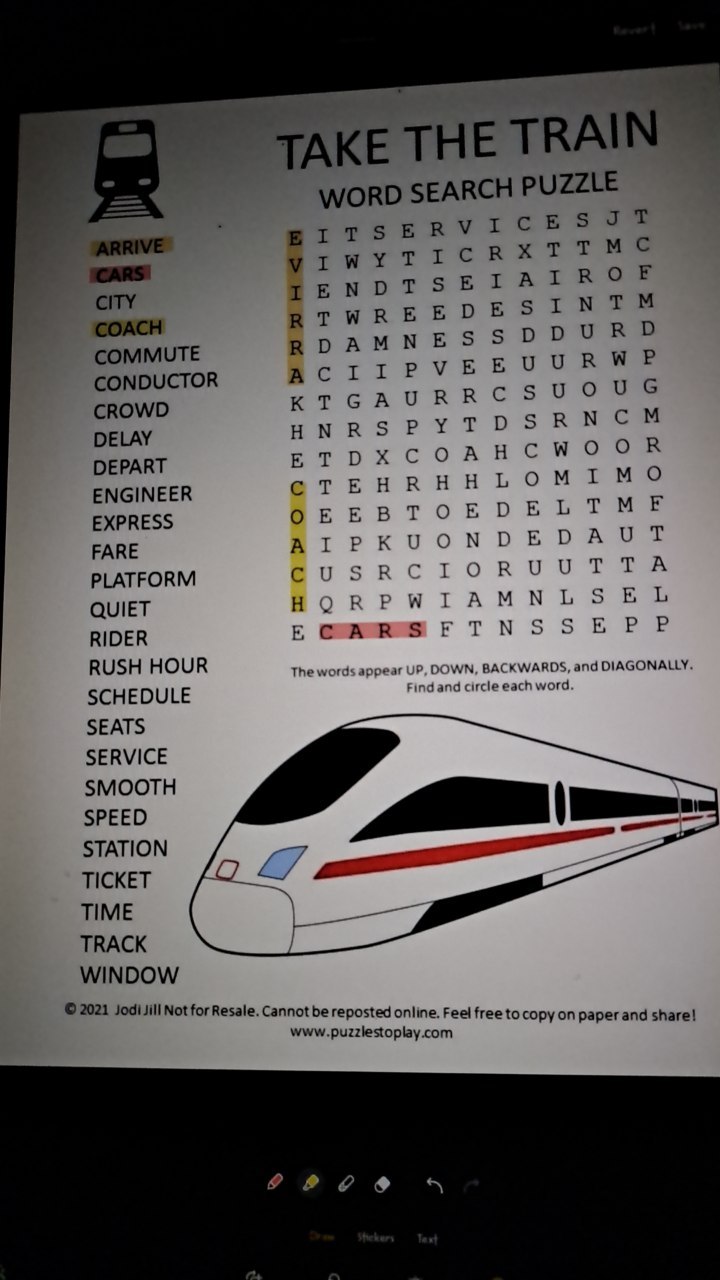 Revert Save
TAKE THE TRAIN
WORD SEARCH PUZZLE
ARRIVE
CARS
CITY
COACH
COMMUTE
CONDUCTOR
CROWD
DELAY
DEPART
ENGINEER
EXPRESS
FARE
PLATFORM
QUIET
RIDER
RUSH HOUR
SCHEDULE
SEATS
SERVICE
SMOOTH
SPEED
STATION
TICKET
TIME
TRACK
WINDOW
E I T S E R V I C E S J T
V I W Y T I C R X T T M C
I E N D T S E I A I R O F
R T W R E E D E S I N T M
R D A M N E S S D D U R D
A C I I P V E E U U R W P
K T G A U R R C S U O U G
H N R S P Y T D S R N C M
E T D X C O A H C W O O R
C T E H R H H L O M I M O
O E E B T O E D E L T M F
A I P K U O N D E D A U T
C U S R C I O R U U T T A
H Q R P W I A M N L S E L
E C A R S F T N S S E P P
The words appear UP, DOWN, BACKWARDS, and DIAGONALLY.
Find and circle each word.
© 2021 Jodi Jill Not for Resale. Cannot be reposted online. Feel free to copy on paper and share!
www.puzzlestoplay.com
Draw Stickers Text